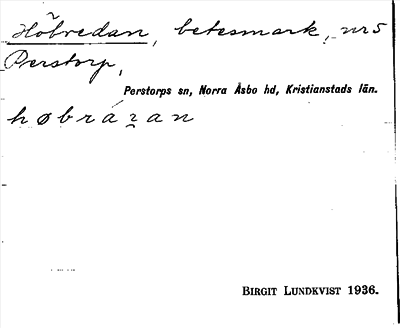 Höbredan, betesmark, nr 5
Perstorp,
Perstorps sn, Norra Åsbo hd, Kristianstads län.
høbrázan
BIRGIT LUNDKVIST 1936.